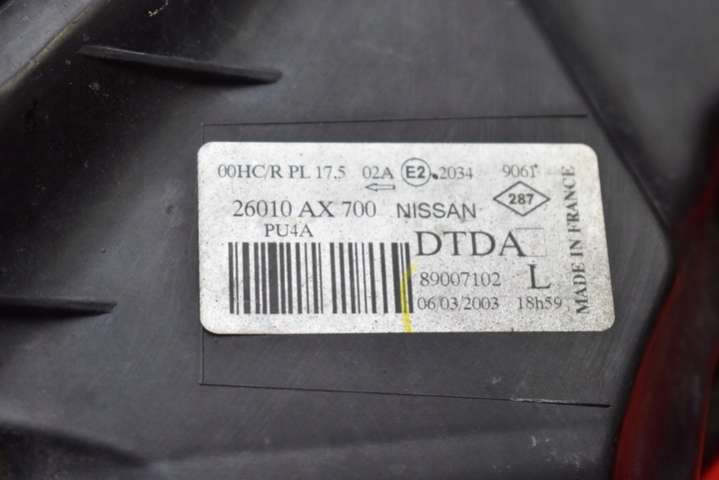 00HC/R PL 17.5 02A E2 2034 9061
26010 AX 700 NISSAN 287
PU4A
DTDA
89007102 L
06/03/2003 18h59
MADE IN FRANCE